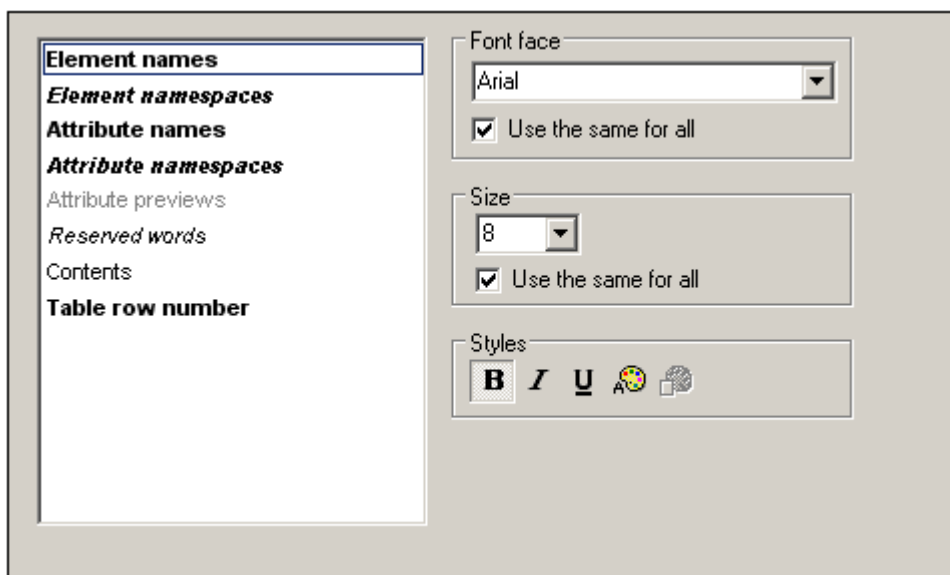 Element names
Element namespaces
Attribute names
Attribute namespaces
Attribute previews
Reserved words
Contents
Table row number
Font face
Arial
Use the same for all
Size
8
Use the same for all
Styles
B I U A